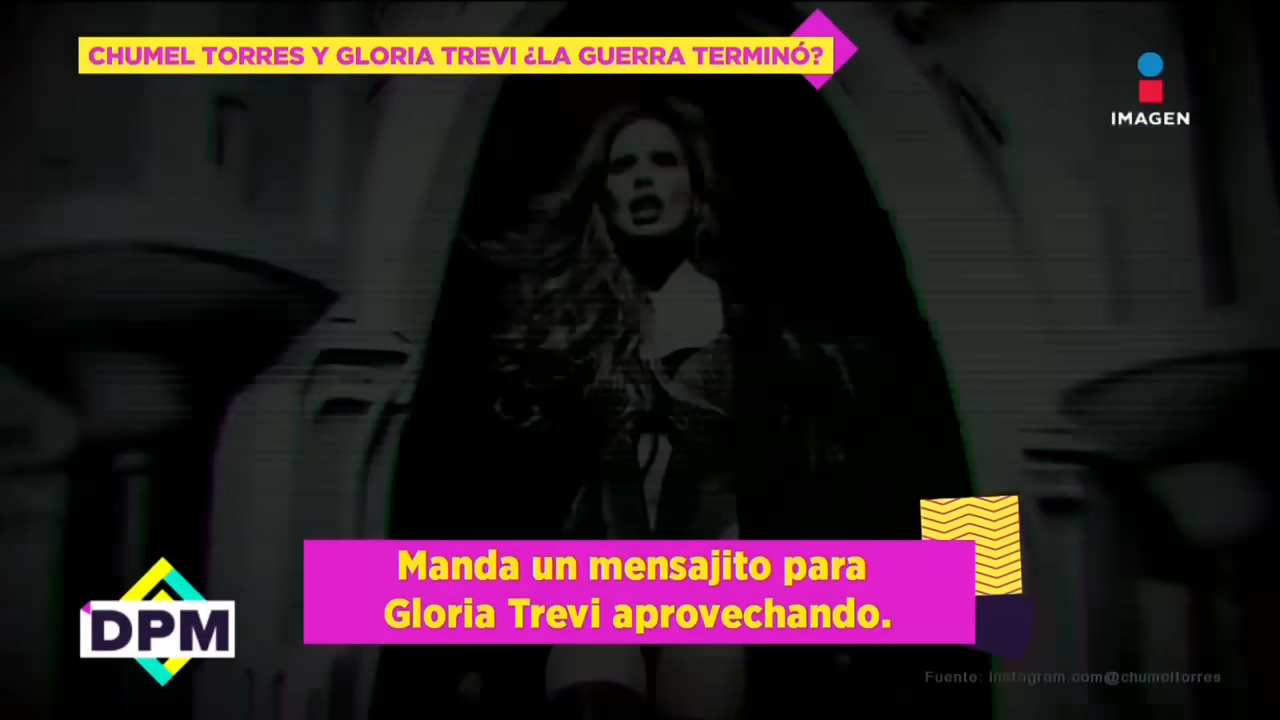 CHUMEL TORRES Y GLORIA TREVI ¿LA GUERRA TERMINÓ?
IMAGEN
Manda un mensajito para
Gloria Trevi aprovechando.
DPM
Fuente: instagram.com@chumeltorres